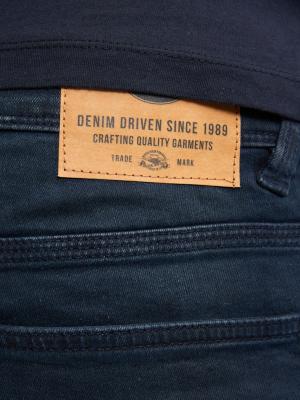 DENIM DRIVEN SINCE 1989
CRAFTING QUALITY GARMENTS
TRADE MARK